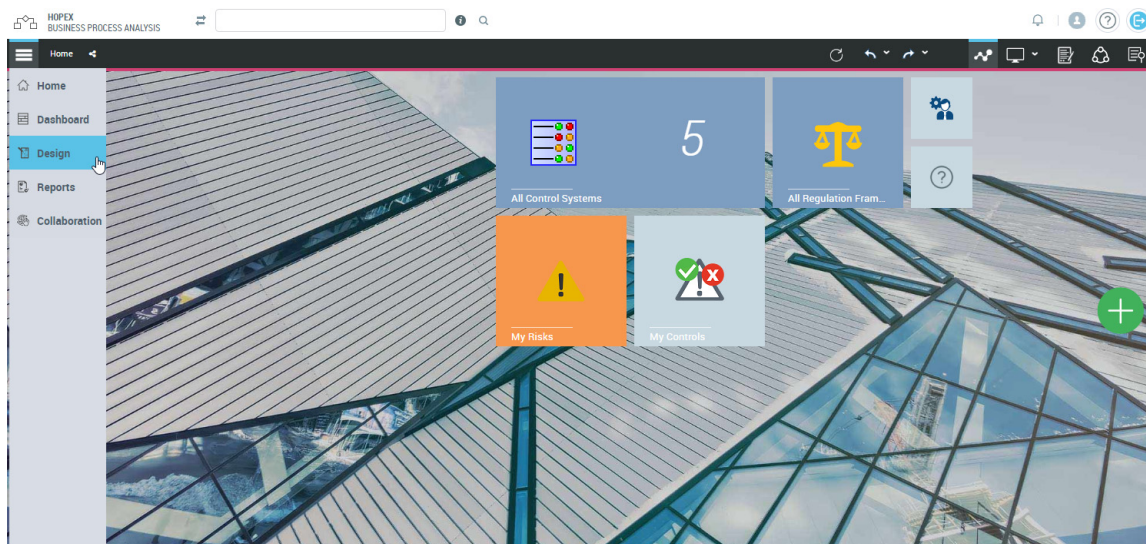 HOPEX
BUSINESS PROCESS ANALYSIS
Home
Home
Dashboard
Design
Reports
Collaboration
5
All Control Systems
All Regulation Fram...
My Risks
My Controls